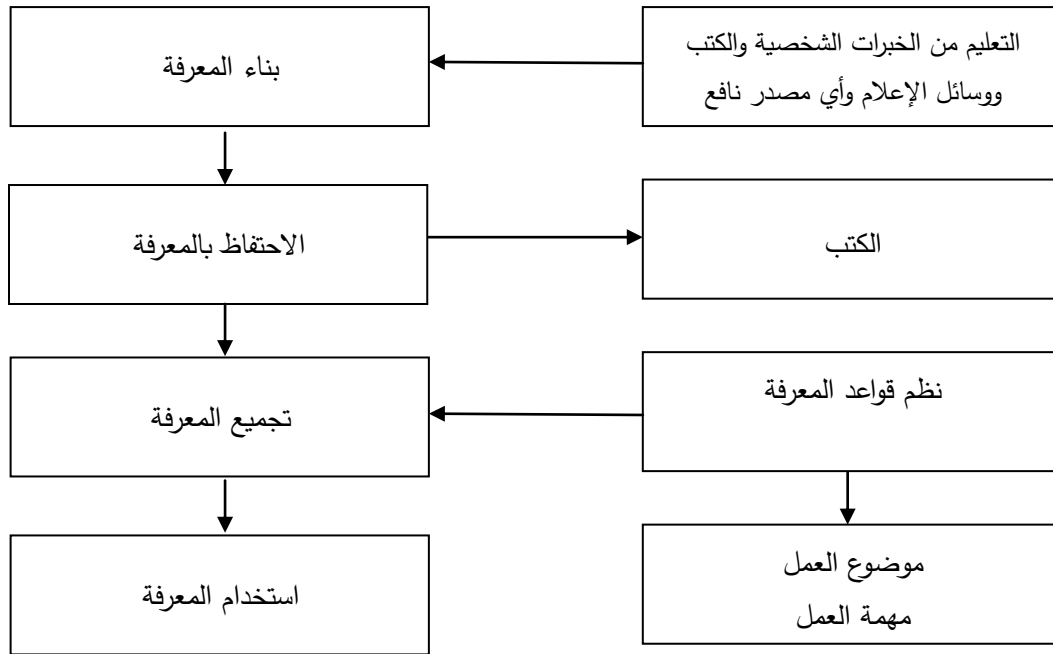 التعليم من الخبرات الشخصية والكتب
ووسائل الإعلام وأي مصدر نافع
بناء المعرفة
الكتب
الاحتفاظ بالمعرفة
نظم قواعد المعرفة
تجميع المعرفة
موضوع العمل
مهمة العمل
استخدام المعرفة